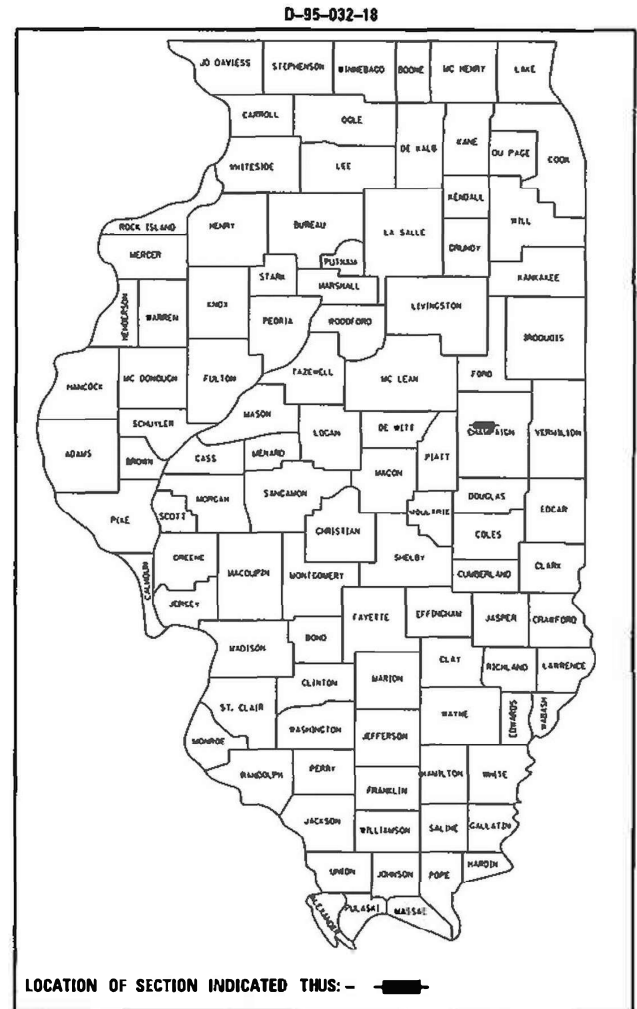 D-95-032-18
JO DAVIESS STEPHENSON WINNEBAGO BOONE MC HENRY LAKE
CARROLL OGLE
DE KALB KANE DU PAGE COOK
WHITESIDE LEE
KENDALL WILL
ROCK ISLAND HENRY BUREAU LA SALLE
MERCER PUTNAM GRUNDY
STARK MARSHALL KANKAKEE
HENDERSON WARREN KNOX PEORIA WOODFORD LIVINGSTON
IROQUOIS
HANCOCK MC DONOUGH FULTON TAZEWELL MC LEAN FORD
MASON
SCHUYLER LOGAN DE WITT CHAMPAIGN VERMILION
ADAMS BROWN CASS MENARD PIATT
MACON
MORGAN SANGAMON
PIKE SCOTT CHRISTIAN MOULTRIE DOUGLAS EDGAR
COLES
GREENE MACOUPIN MONTGOMERY SHELBY CUMBERLAND CLARK
CALHOUN
JERSEY FAYETTE EFFINGHAM JASPER CRAWFORD
MADISON BOND
CLAY RICHLAND LAWRENCE
CLINTON MARION
ST. CLAIR WAYNE EDWARDS WABASH
WASHINGTON JEFFERSON
MONROE
RANDOLPH PERRY HAMILTON WHITE
FRANKLIN
JACKSON WILLIAMSON SALINE GALLATIN
UNION JOHNSON POPE HARDIN
ALEXANDER PULASKI MASSAC
LOCATION OF SECTION INDICATED THUS: -